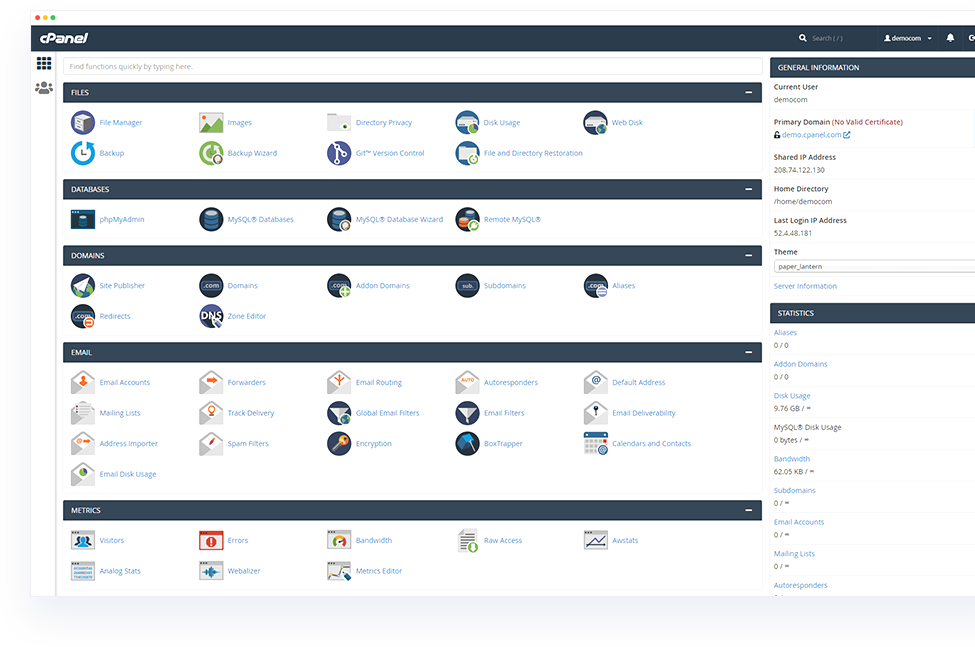 cPanel
Search ( / )
democom
Find functions quickly by typing here.
FILES
File Manager
Images
Directory Privacy
Disk Usage
Web Disk
Backup
Backup Wizard
Git™ Version Control
File and Directory Restoration
DATABASES
phpMyAdmin
MySQL® Databases
MySQL® Database Wizard
Remote MySQL®
DOMAINS
Site Publisher
.com
Domains
.com
Addon Domains
sub.
Subdomains
.com
Aliases
.com
Redirects
DNS
Zone Editor
EMAIL
Email Accounts
Forwarders
Email Routing
AUTO
Autoresponders
@
Default Address
Mailing Lists
Track Delivery
Global Email Filters
Email Filters
Email Deliverability
@
Address Importer
Spam Filters
Encryption
BoxTrapper
@
Calendars and Contacts
Email Disk Usage
METRICS
Visitors
Errors
Bandwidth
Raw Access
Awstats
Analog Stats
Webalizer
Metrics Editor
GENERAL INFORMATION
Current User
democom
Primary Domain (No Valid Certificate)
demo.cpanel.com
Shared IP Address
208.74.122.130
Home Directory
/home/democom
Last Login IP Address
52.4.48.181
Theme
paper_lantern
Server Information
STATISTICS
Aliases
0 / 0
Addon Domains
0 / 0
Disk Usage
9.76 GB / ∞
MySQL® Disk Usage
0 bytes / ∞
Bandwidth
62.05 KB / ∞
Subdomains
0 / ∞
Email Accounts
0 / ∞
Mailing Lists
0 / ∞
Autoresponders